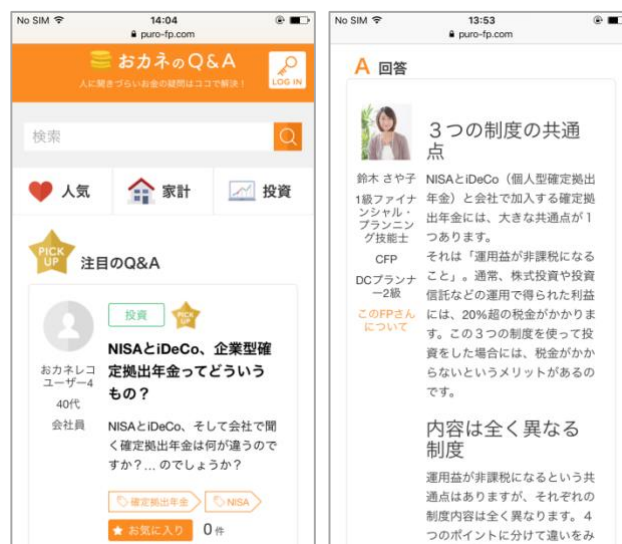 No SIM 14:04
puro-fp.com
おカネのQ&A
人に聞きづらいお金の疑問はココで解決！
LOG IN
検索
人気
家計
投資
PICK UP
注目のQ&A
投資
PICK UP
NISAとiDeCo、企業型確
定拠出年金ってどういう
もの？
おカネレコ
ユーザー4
40代
会社員
NISAとiDeCo、そして会社で聞
く確定拠出年金は何が違うので
すか？... のでしょうか？
確定拠出年金
NISA
★ お気に入り 0 件
No SIM 13:53
puro-fp.com
A 回答
鈴木 さや子
1級ファイナ
ンシャル・
プランニン
グ技能士
CFP
DCプランナ
ー2級
このFPさん
について
３つの制度の共通
点
NISAとiDeCo（個人型確定拠出
年金）と会社で加入する確定拠
出年金には、大きな共通点が１
つあります。
それは「運用益が非課税になる
こと」。通常、株式投資や投資
信託などの運用で得られた利益
には、20%超の税金がかかりま
す。この３つの制度を使って投
資をした場合には、税金がかか
らないというメリットがあるの
です。
内容は全く異なる
制度
運用益が非課税になるという共
通点はありますが、それぞれの
制度内容は全く異なります。４
つのポイントに分けて違いをみ